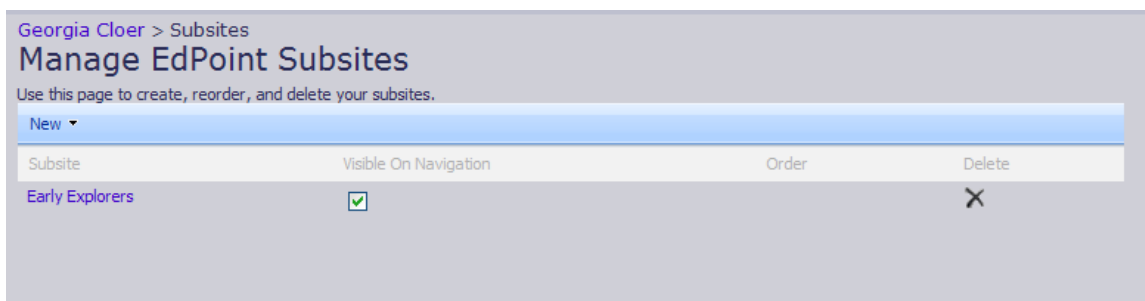 Georgia Cloer > Subsites
Manage EdPoint Subsites
Use this page to create, reorder, and delete your subsites.
New
Subsite Visible On Navigation Order Delete
Early Explorers